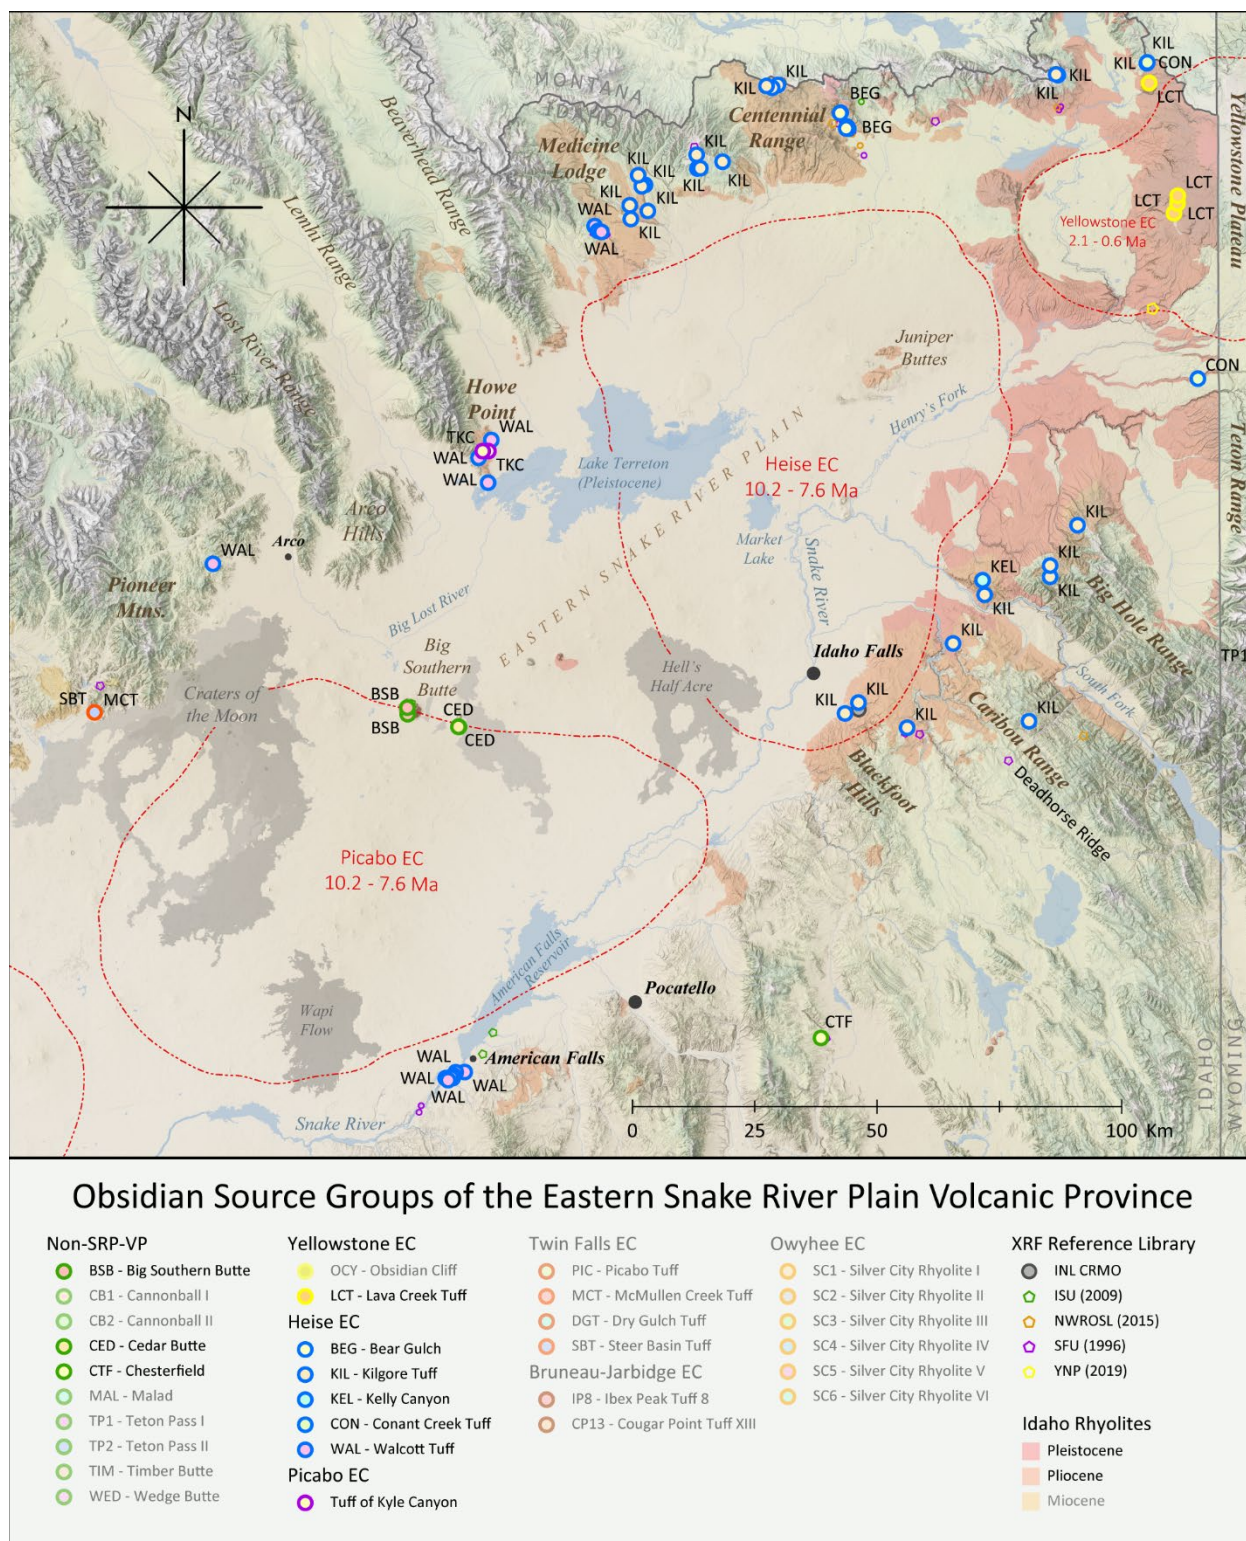 N
MONTANA
IDAHO
Beaverhead Range
Lemhi Range
Lost River Range
Medicine
Lodge
Centennial
Range
KIL
KIL
BEG
BEG
KIL
KIL
KIL
CON
KIL
LCT
KIL
KIL
KIL
KIL
KIL
KIL
KIL
KIL
WAL
WAL
LCT
LCT
LCT
Yellowstone EC
2.1 - 0.6 Ma
Yellowstone Plateau
Juniper
Buttes
CON
Henry's Fork
Howe
Point
WAL
TKC
WAL
TKC
WAL
Lake Terreton
(Pleistocene)
EASTERN SNAKE RIVER PLAIN
Heise EC
10.2 - 7.6 Ma
Teton Range
Arco
Hills
Arco
WAL
Pioneer
Mtns.
Market
Lake
Snake River
KIL
KIL
KEL
KIL
KIL
Big Hole Range
Big Lost River
Big
Southern
Butte
KIL
Idaho Falls
TP1
South Fork
Hell's
Half Acre
SBT
MCT
Craters of
the Moon
BSB
BSB
CED
CED
KIL
KIL
KIL
KIL
Caribou Range
Blackfoot
Hills
Deadhorse Ridge
Picabo EC
10.2 - 7.6 Ma
American Falls
Reservoir
Wapi
Flow
Pocatello
CTF
WAL
American Falls
WAL
WAL
WAL
Snake River
IDAHO
WYOMING
0 25 50 100 Km
Obsidian Source Groups of the Eastern Snake River Plain Volcanic Province
Non-SRP-VP
BSB - Big Southern Butte
CB1 - Cannonball I
CB2 - Cannonball II
CED - Cedar Butte
CTF - Chesterfield
MAL - Malad
TP1 - Teton Pass I
TP2 - Teton Pass II
TIM - Timber Butte
WED - Wedge Butte
Yellowstone EC
OCY - Obsidian Cliff
LCT - Lava Creek Tuff
Heise EC
BEG - Bear Gulch
KIL - Kilgore Tuff
KEL - Kelly Canyon
CON - Conant Creek Tuff
WAL - Walcott Tuff
Picabo EC
Tuff of Kyle Canyon
Twin Falls EC
PIC - Picabo Tuff
MCT - McMullen Creek Tuff
DGT - Dry Gulch Tuff
SBT - Steer Basin Tuff
Bruneau-Jarbidge EC
IP8 - Ibex Peak Tuff 8
CP13 - Cougar Point Tuff XIII
Owyhee EC
SC1 - Silver City Rhyolite I
SC2 - Silver City Rhyolite II
SC3 - Silver City Rhyolite III
SC4 - Silver City Rhyolite IV
SC5 - Silver City Rhyolite V
SC6 - Silver City Rhyolite VI
XRF Reference Library
INL CRMO
ISU (2009)
NWROSL (2015)
SFU (1996)
YNP (2019)
Idaho Rhyolites
Pleistocene
Pliocene
Miocene